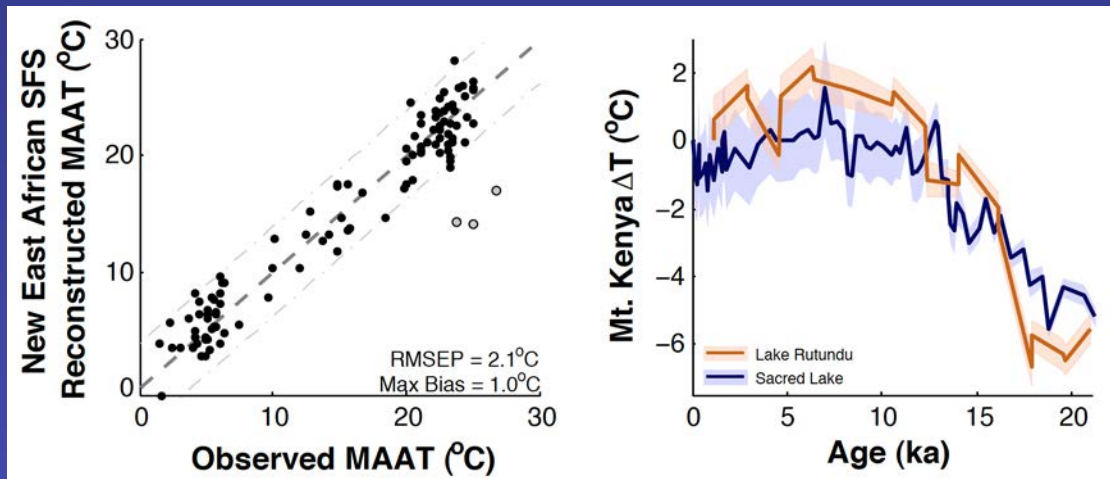 New East African SFS
Reconstructed MAAT (°C)
30
20
10
0
0
10
20
30
RMSEP = 2.1°C
Max Bias = 1.0°C
Observed MAAT (°C)
Mt. Kenya ΔT (°C)
2
0
−2
−4
−6
0
5
10
15
20
Lake Rutundu
Sacred Lake
Age (ka)